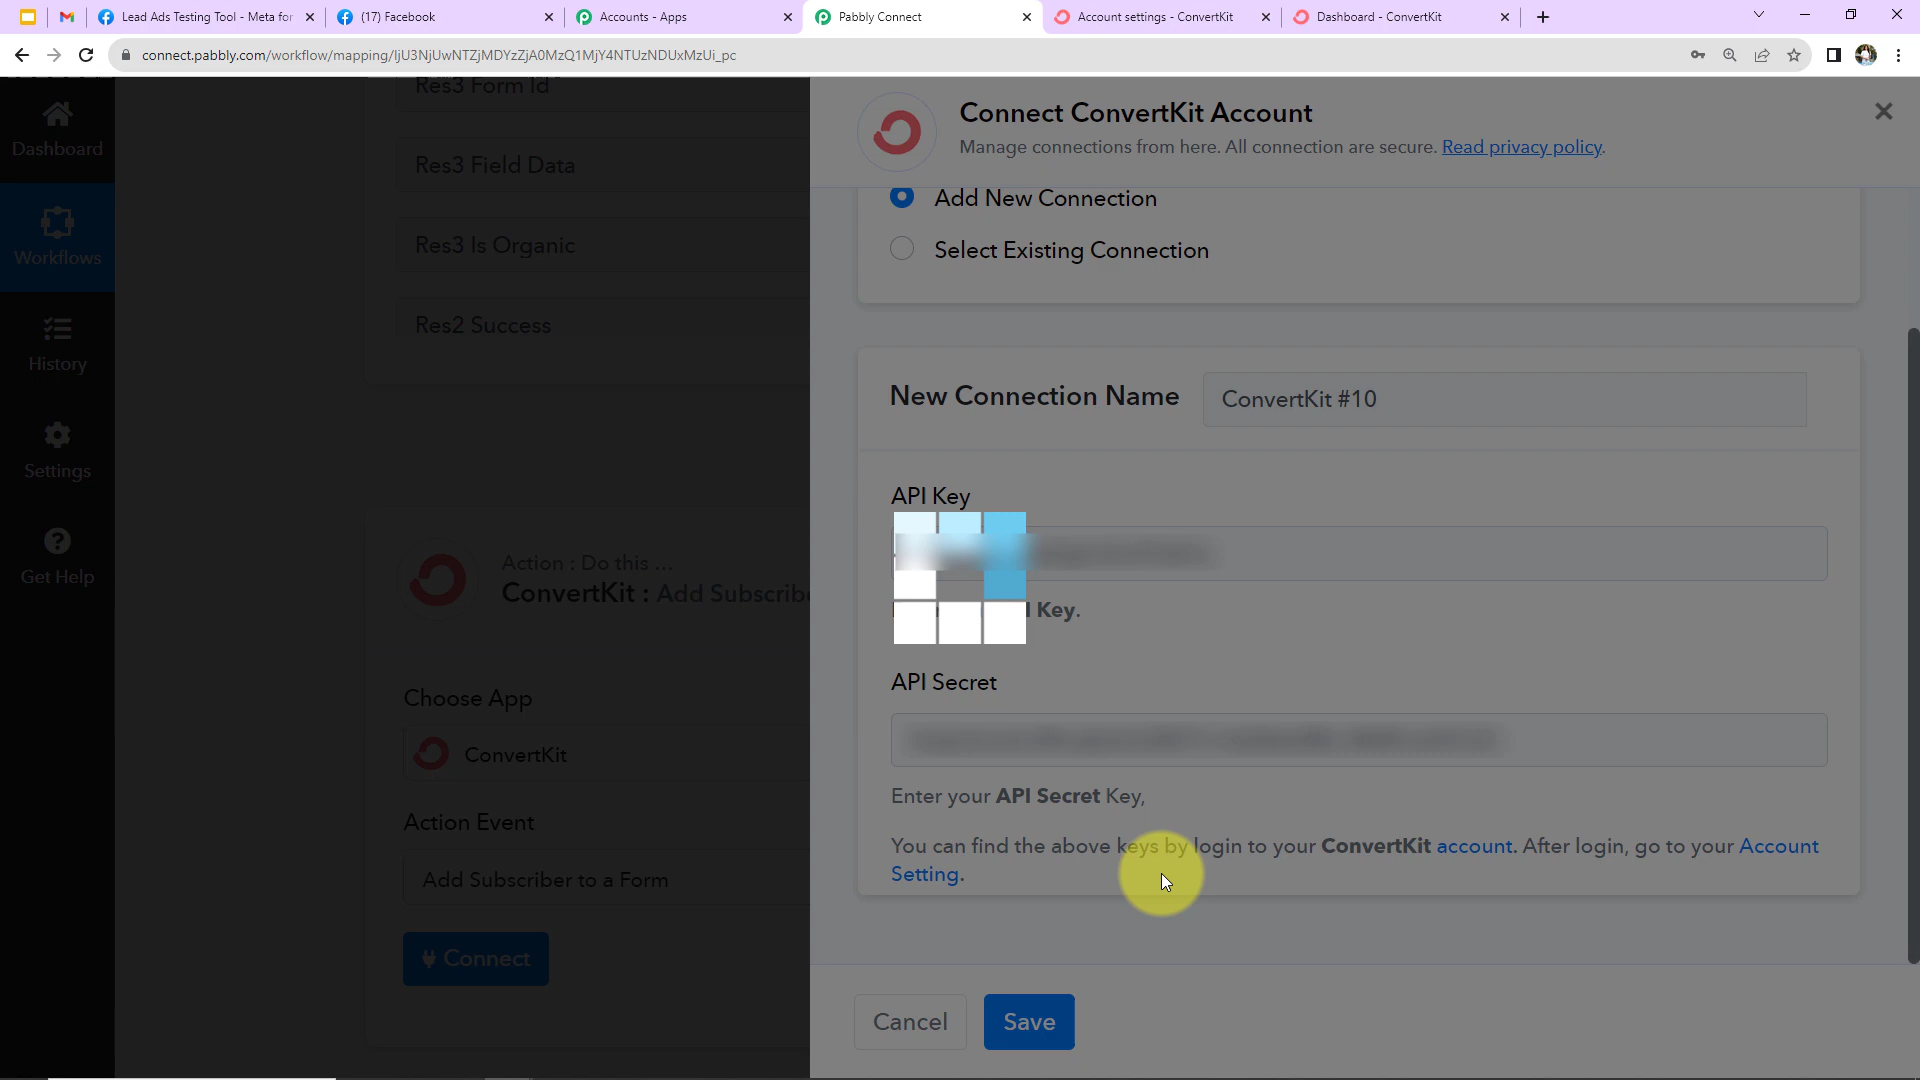 Lead Ads Testing Tool - Meta for
(17) Facebook
Accounts - Apps
Pabbly Connect
Account settings - ConvertKit
Dashboard - ConvertKit
connect.pabbly.com/workflow/mapping/IjU3NjUwNTZjMDYzZjA0MzQ1MjY4NTUzNDUxMzUi_pc
Dashboard
Workflows
History
Settings
Get Help
Res3 Form Id
Res3 Field Data
Res3 Is Organic
Res2 Success
Action : Do this ...
ConvertKit : Add Subscribe
Choose App
ConvertKit
Action Event
Add Subscriber to a Form
Connect
Connect ConvertKit Account
Manage connections from here. All connection are secure. Read privacy policy.
Add New Connection
Select Existing Connection
New Connection Name
ConvertKit #10
API Key
Key.
API Secret
Enter your API Secret Key,
You can find the above keys by login to your ConvertKit account. After login, go to your Account
Setting.
Cancel
Save